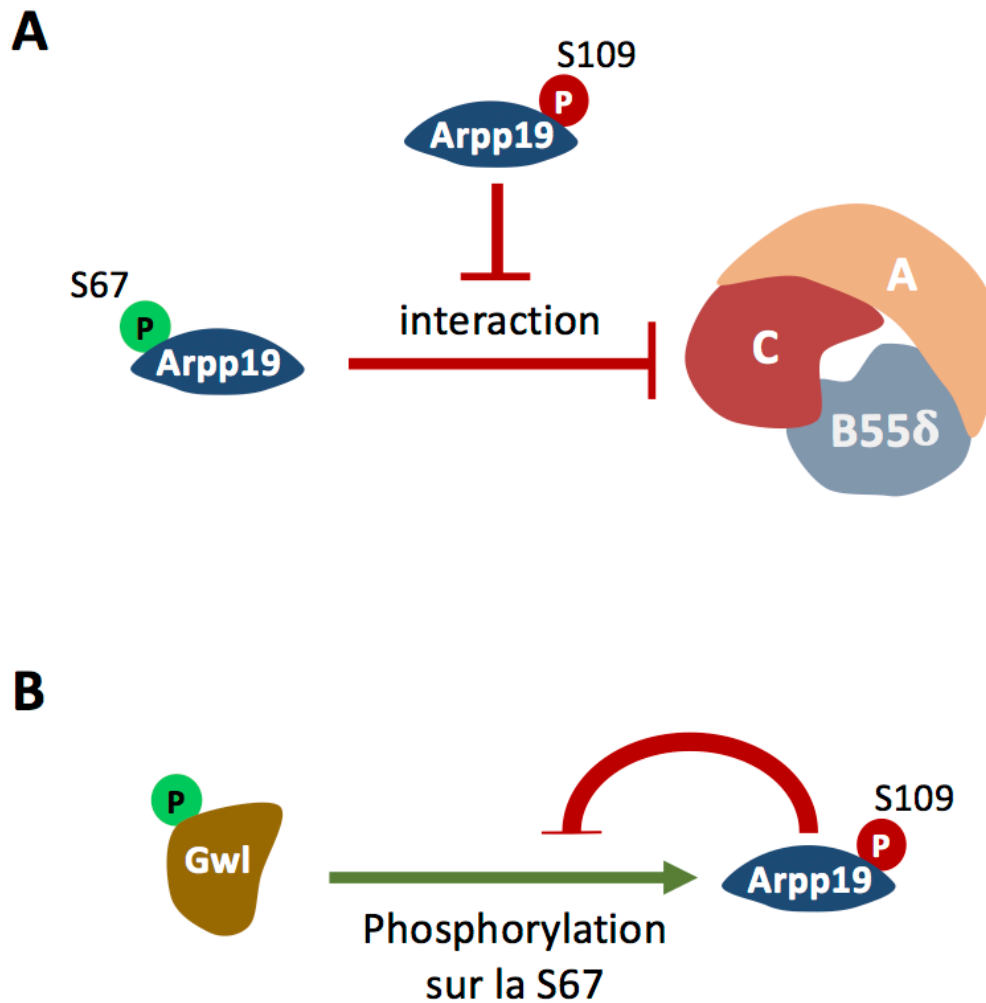 A
S109
P
Arpp19
S67
P
Arpp19
interaction
A
C
B55δ
B
P
Gwl
S109
P
Arpp19
Phosphorylation
sur la S67